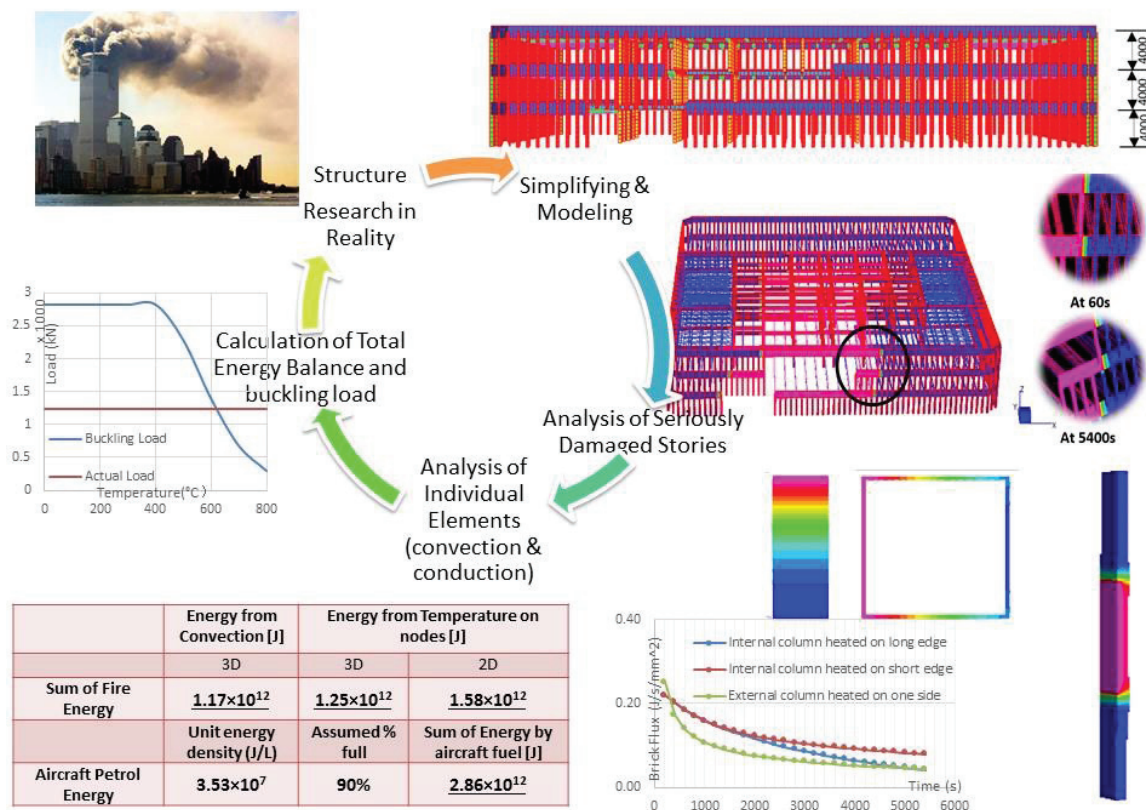 4000
4000
4000
Structure
Research in
Reality
Simplifying &
Modeling
At 60s
At 5400s
Z
Y
X
Analysis of Seriously
Damaged Stories
Analysis of
Individual
Elements
(convection &
conduction)
Calculation of Total
Energy Balance and
buckling load
3
2.5
2
1.5
1
0.5
0
x 1000
Load (kN)
Buckling Load
Actual Load
Temperature(°C)
0 200 400 600 800
Energy from Convection [J] Energy from Temperature on nodes [J]
3D 3D 2D
Sum of Fire Energy 1.17×10¹² 1.25×10¹² 1.58×10¹²
Unit energy density (J/L) Assumed % full Sum of Energy by aircraft fuel [J]
Aircraft Petrol Energy 3.53×10⁷ 90% 2.86×10¹²
0.40
0.20
0.00
Brick Flux (J/s/mm^2)
Internal column heated on long edge
Internal column heated on short edge
External column heated on one side
Time (s)
0 1000 2000 3000 4000 5000 6000